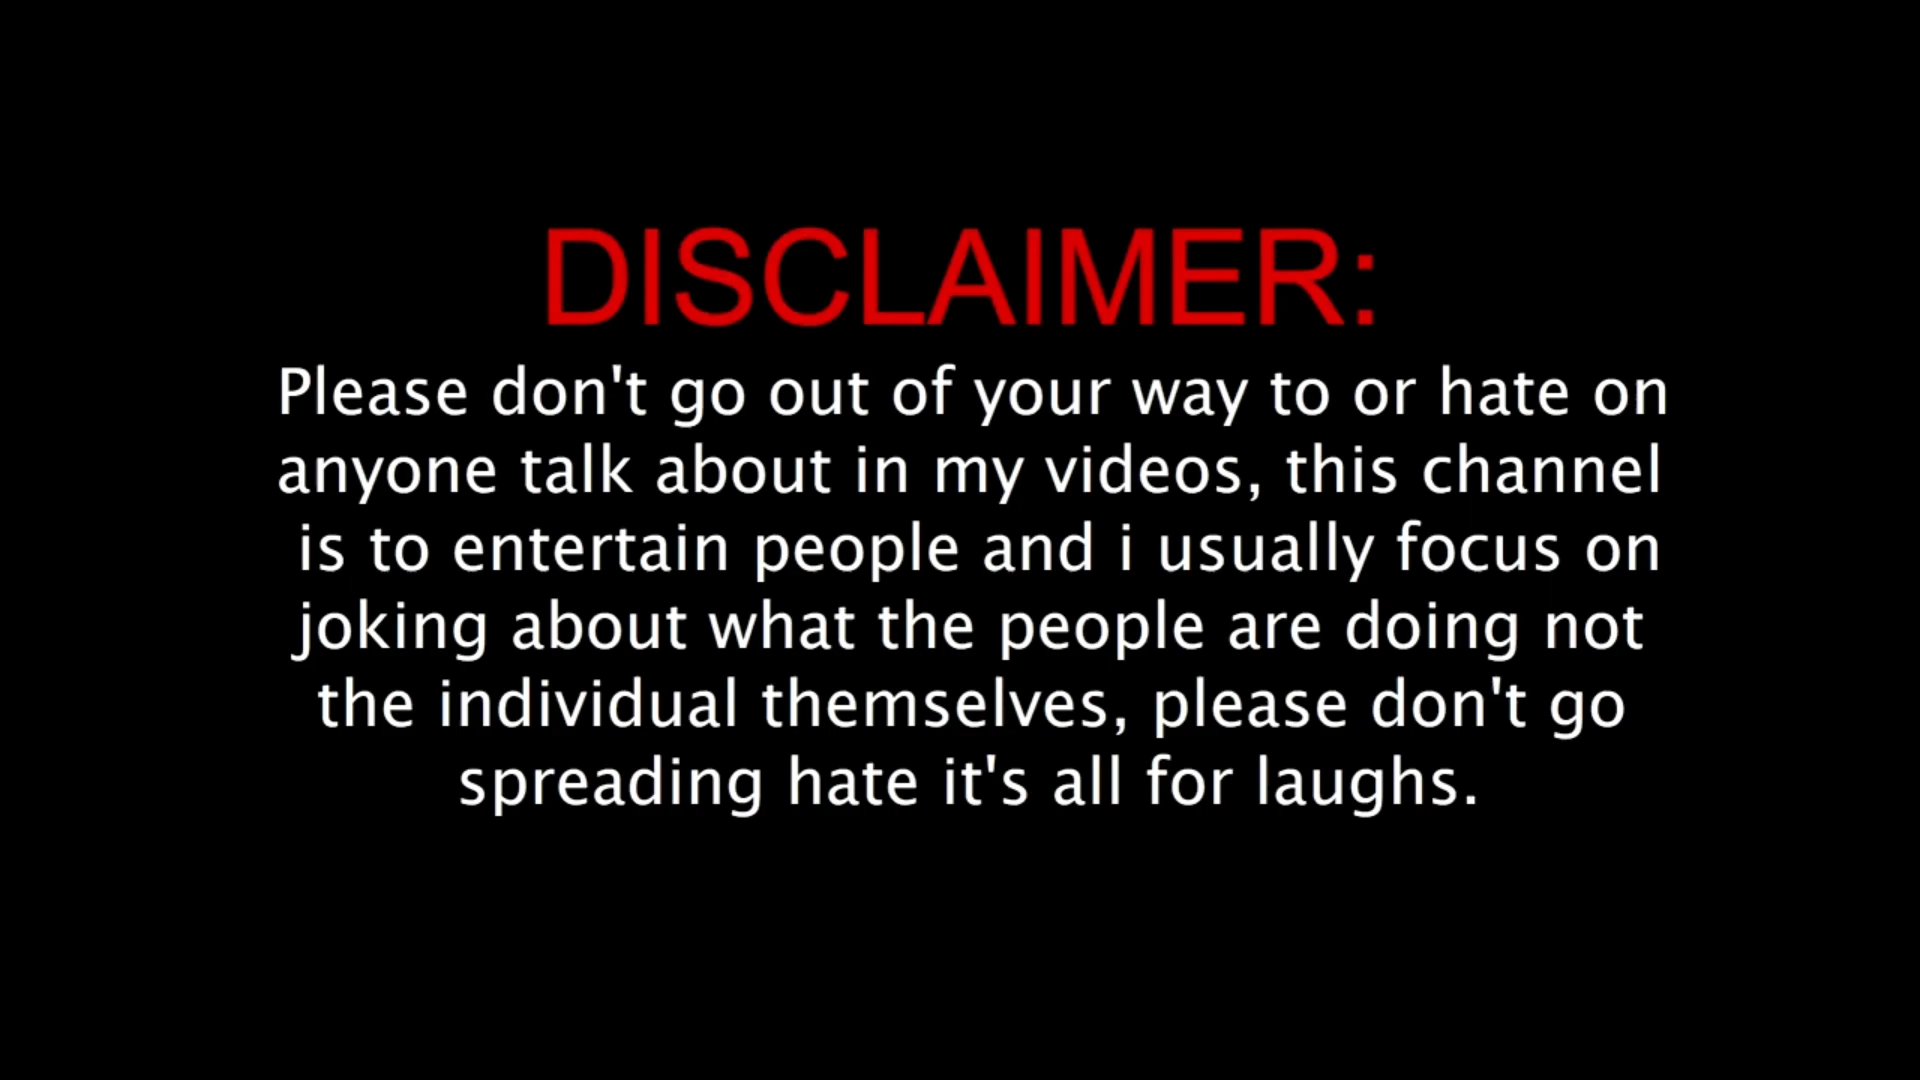 DISCLAIMER:
Please don't go out of your way to or hate on
anyone talk about in my videos, this channel
is to entertain people and i usually focus on
joking about what the people are doing not
the individual themselves, please don't go
spreading hate it's all for laughs.